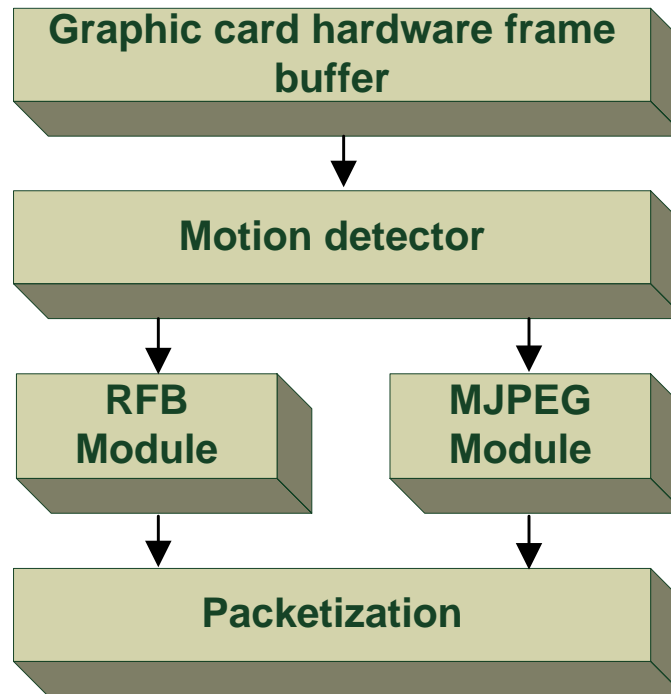 Graphic card hardware frame
buffer
Motion detector
RFB
Module
MJPEG
Module
Packetization